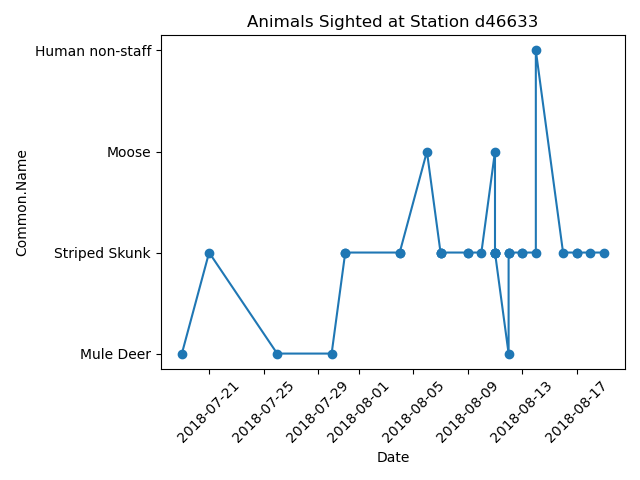 Animals Sighted at Station d46633
Common.Name
Human non-staff
Moose
Striped Skunk
Mule Deer
2018-07-21
2018-07-25
2018-07-29
2018-08-01
2018-08-05
2018-08-09
2018-08-13
2018-08-17
Date